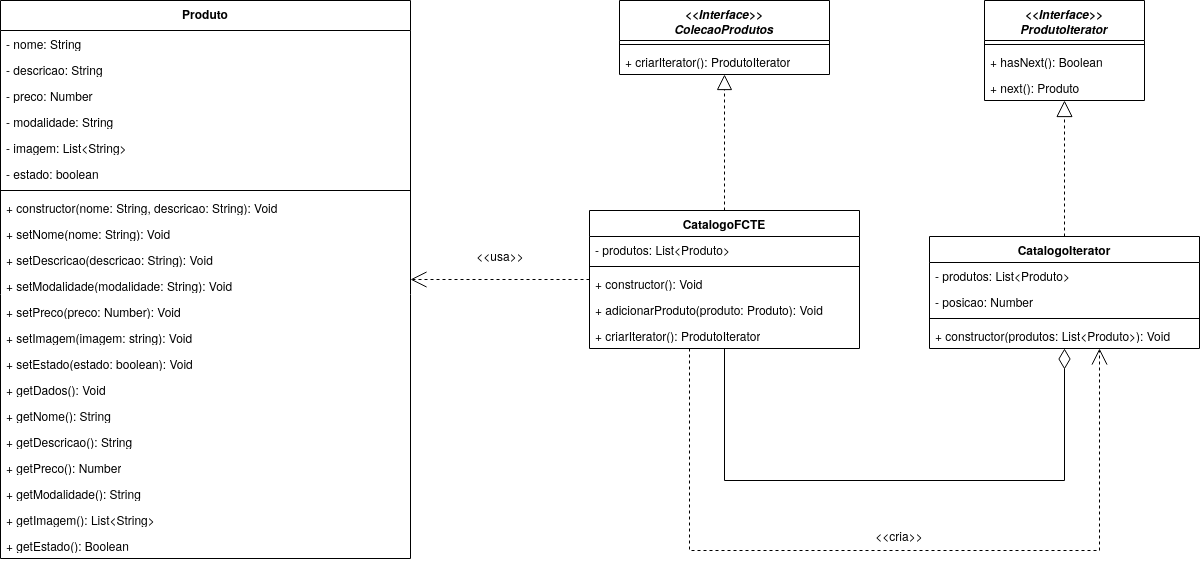 Produto
- nome: String
- descricao: String
- preco: Number
- modalidade: String
- imagem: List<String>
- estado: boolean
+ constructor(nome: String, descricao: String): Void
+ setNome(nome: String): Void
+ setDescricao(descricao: String): Void
+ setModalidade(modalidade: String): Void
+ setPreco(preco: Number): Void
+ setImagem(imagem: string): Void
+ setEstado(estado: boolean): Void
+ getDados(): Void
+ getNome(): String
+ getDescricao(): String
+ getPreco(): Number
+ getModalidade(): String
+ getImagem(): List<String>
+ getEstado(): Boolean
<<usa>>
<<Interface>>
ColecaoProdutos
+ criarIterator(): ProdutoIterator
CatalogoFCTE
- produtos: List<Produto>
+ constructor(): Void
+ adicionarProduto(produto: Produto): Void
+ criarIterator(): ProdutoIterator
<<Interface>>
ProdutoIterator
+ hasNext(): Boolean
+ next(): Produto
CatalogoIterator
- produtos: List<Produto>
- posicao: Number
+ constructor(produtos: List<Produto>): Void
<<cria>>